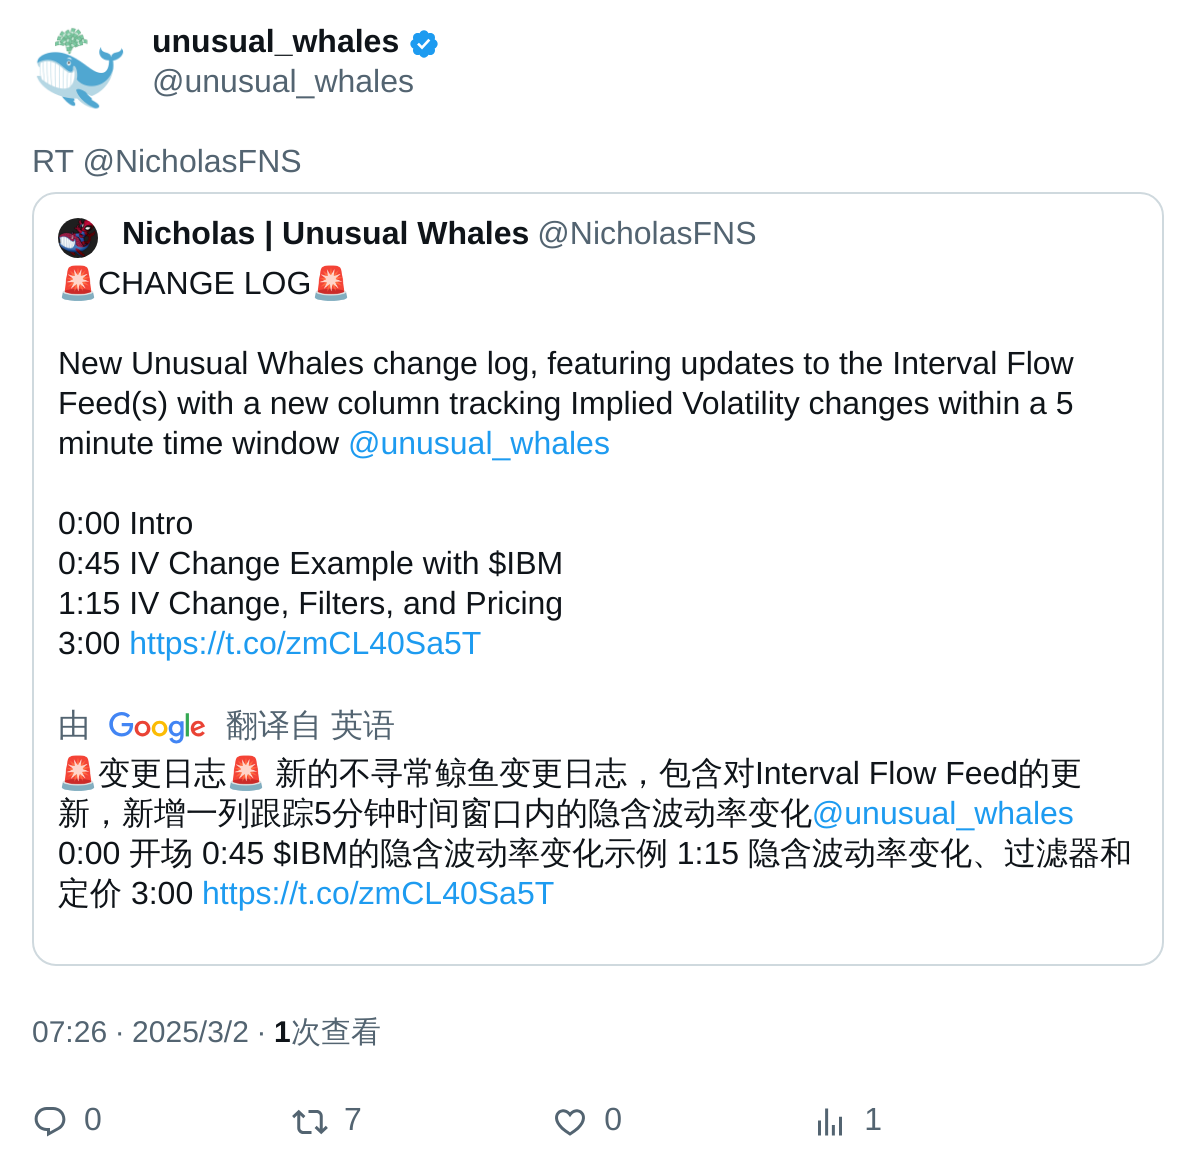 unusual_whales
@unusual_whales
RT @NicholasFNS
Nicholas | Unusual Whales @NicholasFNS
🚨CHANGE LOG🚨
New Unusual Whales change log, featuring updates to the Interval Flow
Feed(s) with a new column tracking Implied Volatility changes within a 5
minute time window @unusual_whales
0:00 Intro
0:45 IV Change Example with $IBM
1:15 IV Change, Filters, and Pricing
3:00 https://t.co/zmCL40Sa5T
由 Google 翻译自 英语
🚨变更日志🚨 新的不寻常鲸鱼变更日志，包含对Interval Flow Feed的更
新，新增一列跟踪5分钟时间窗口内的隐含波动率变化@unusual_whales
0:00 开场 0:45 $IBM的隐含波动率变化示例 1:15 隐含波动率变化、过滤器和
定价 3:00 https://t.co/zmCL40Sa5T
07:26 · 2025/3/2 · 1次查看
0 7 0 1